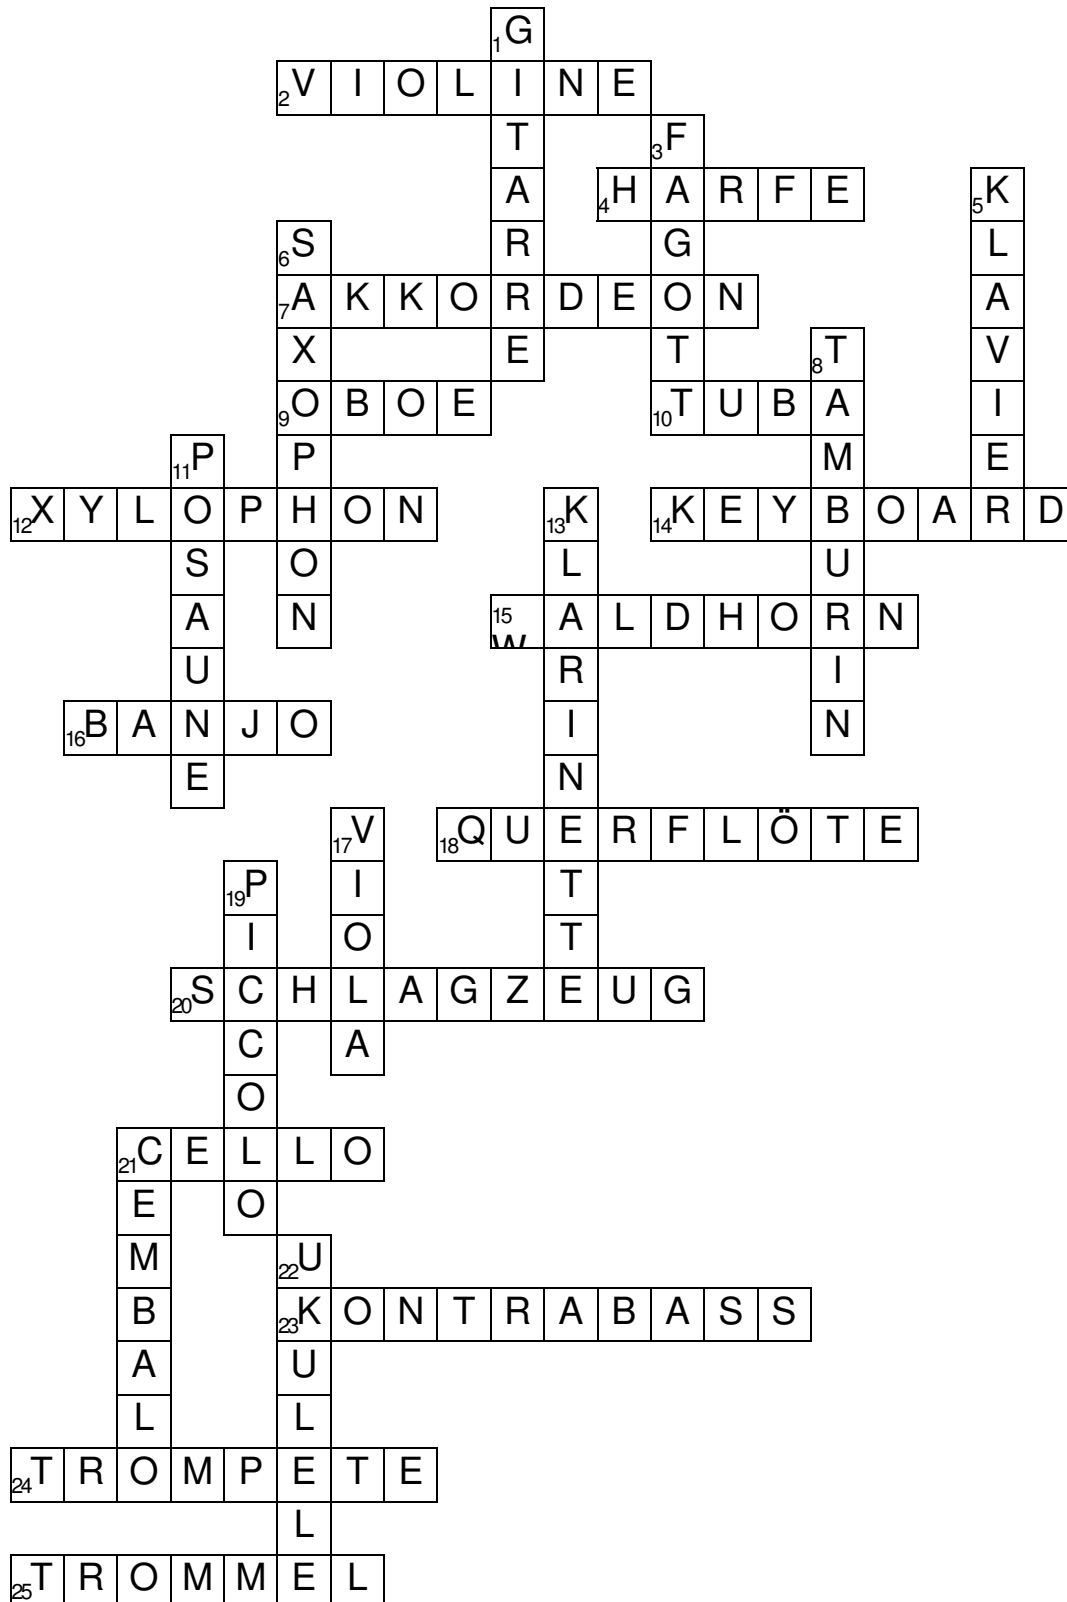 1G
2VIOLINE
T 3F
A 4HARFE 5K
6S R G L
7AKKORDEON A
X E T 8T V
9OBOE 10TUBA I
11P P M E
12XYLOPHON 13K 14KEYBOARD
S O L U
A N 15WALDHORN
U R I
16BANJO I N
E N
17V 18QUERFLÖTE
19P I T
I O T
20SCHLAGZEUG
C A
O
21CELLO
E O
M 22U
B 23KONTRABASS
A U
L L
24TROMPETE
L
25TROMMEL